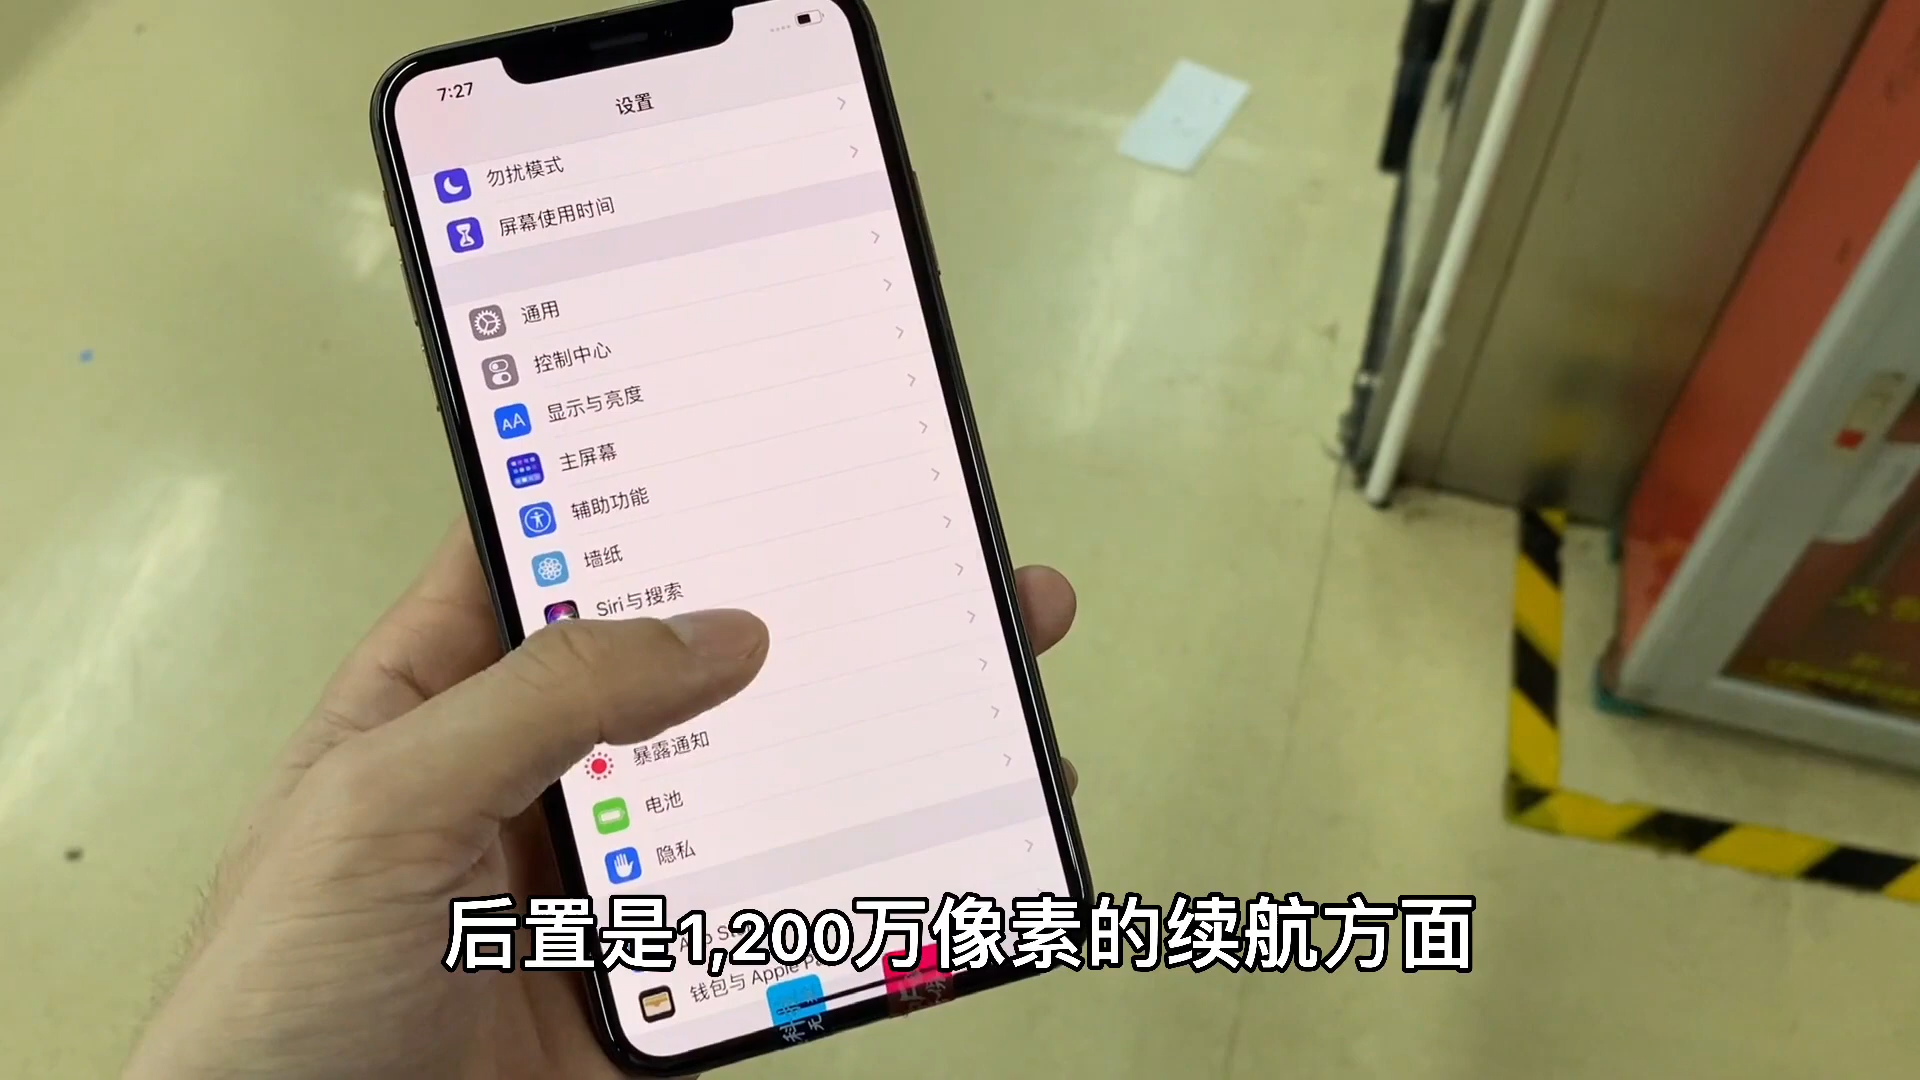 7:27
设置
勿扰模式
屏幕使用时间
通用
控制中心
AA
显示与亮度
主屏幕
辅助功能
墙纸
Siri与搜索
暴露通知
电池
隐私
后置是1,200万像素的续航方面
钱包与 Apple Pa